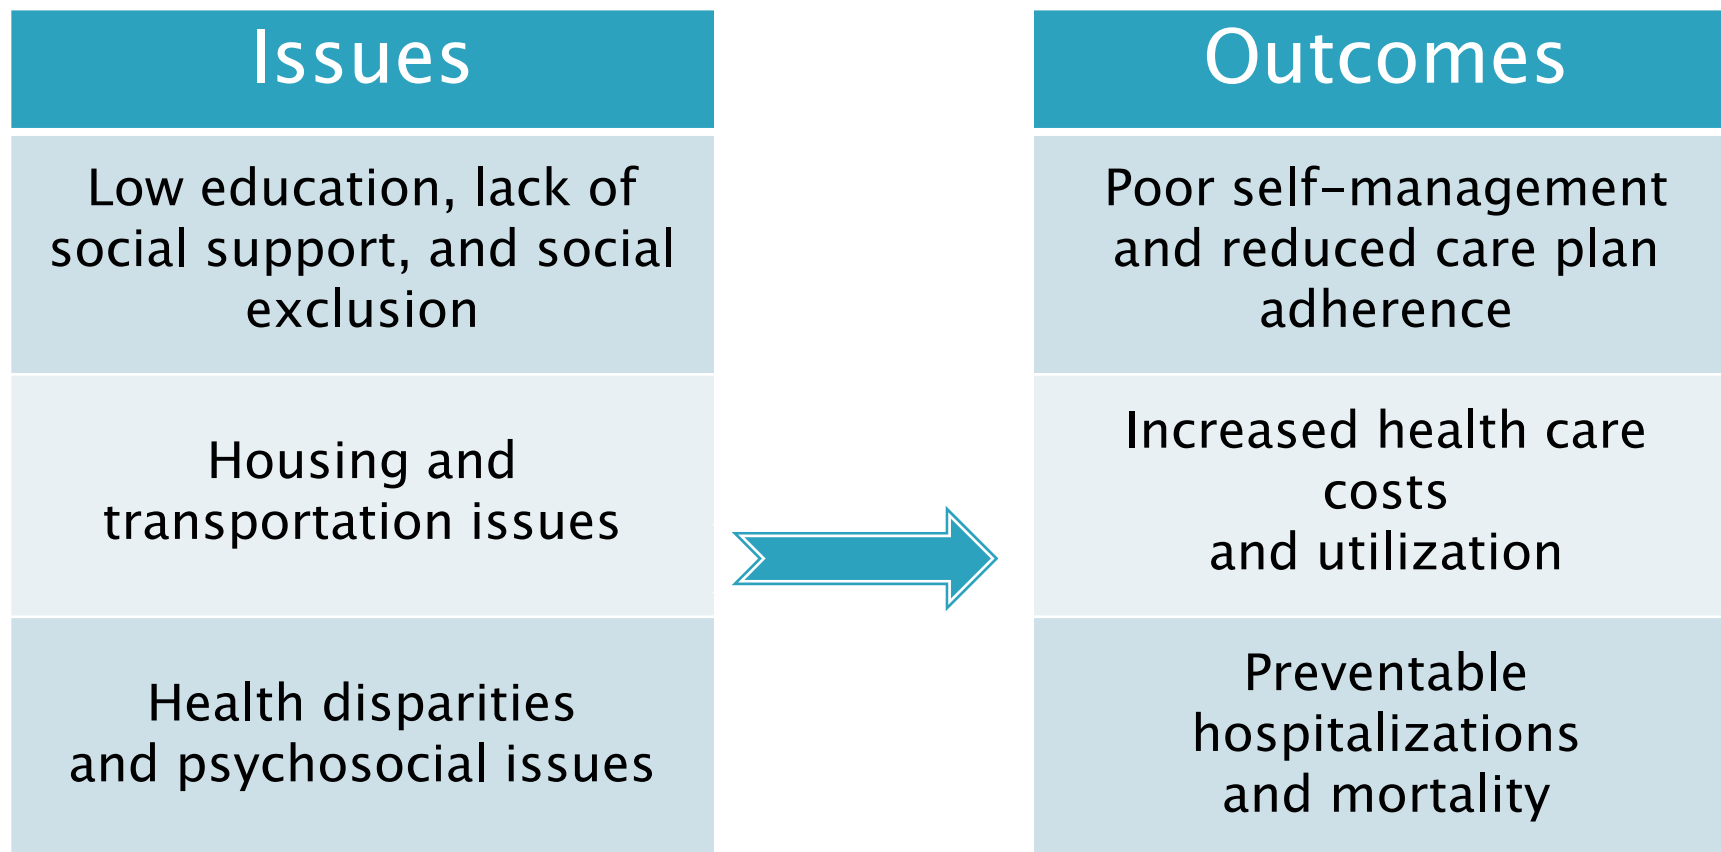 Issues
Low education, lack of
social support, and social
exclusion
Housing and
transportation issues
Health disparities
and psychosocial issues
Outcomes
Poor self-management
and reduced care plan
adherence
Increased health care
costs
and utilization
Preventable
hospitalizations
and mortality